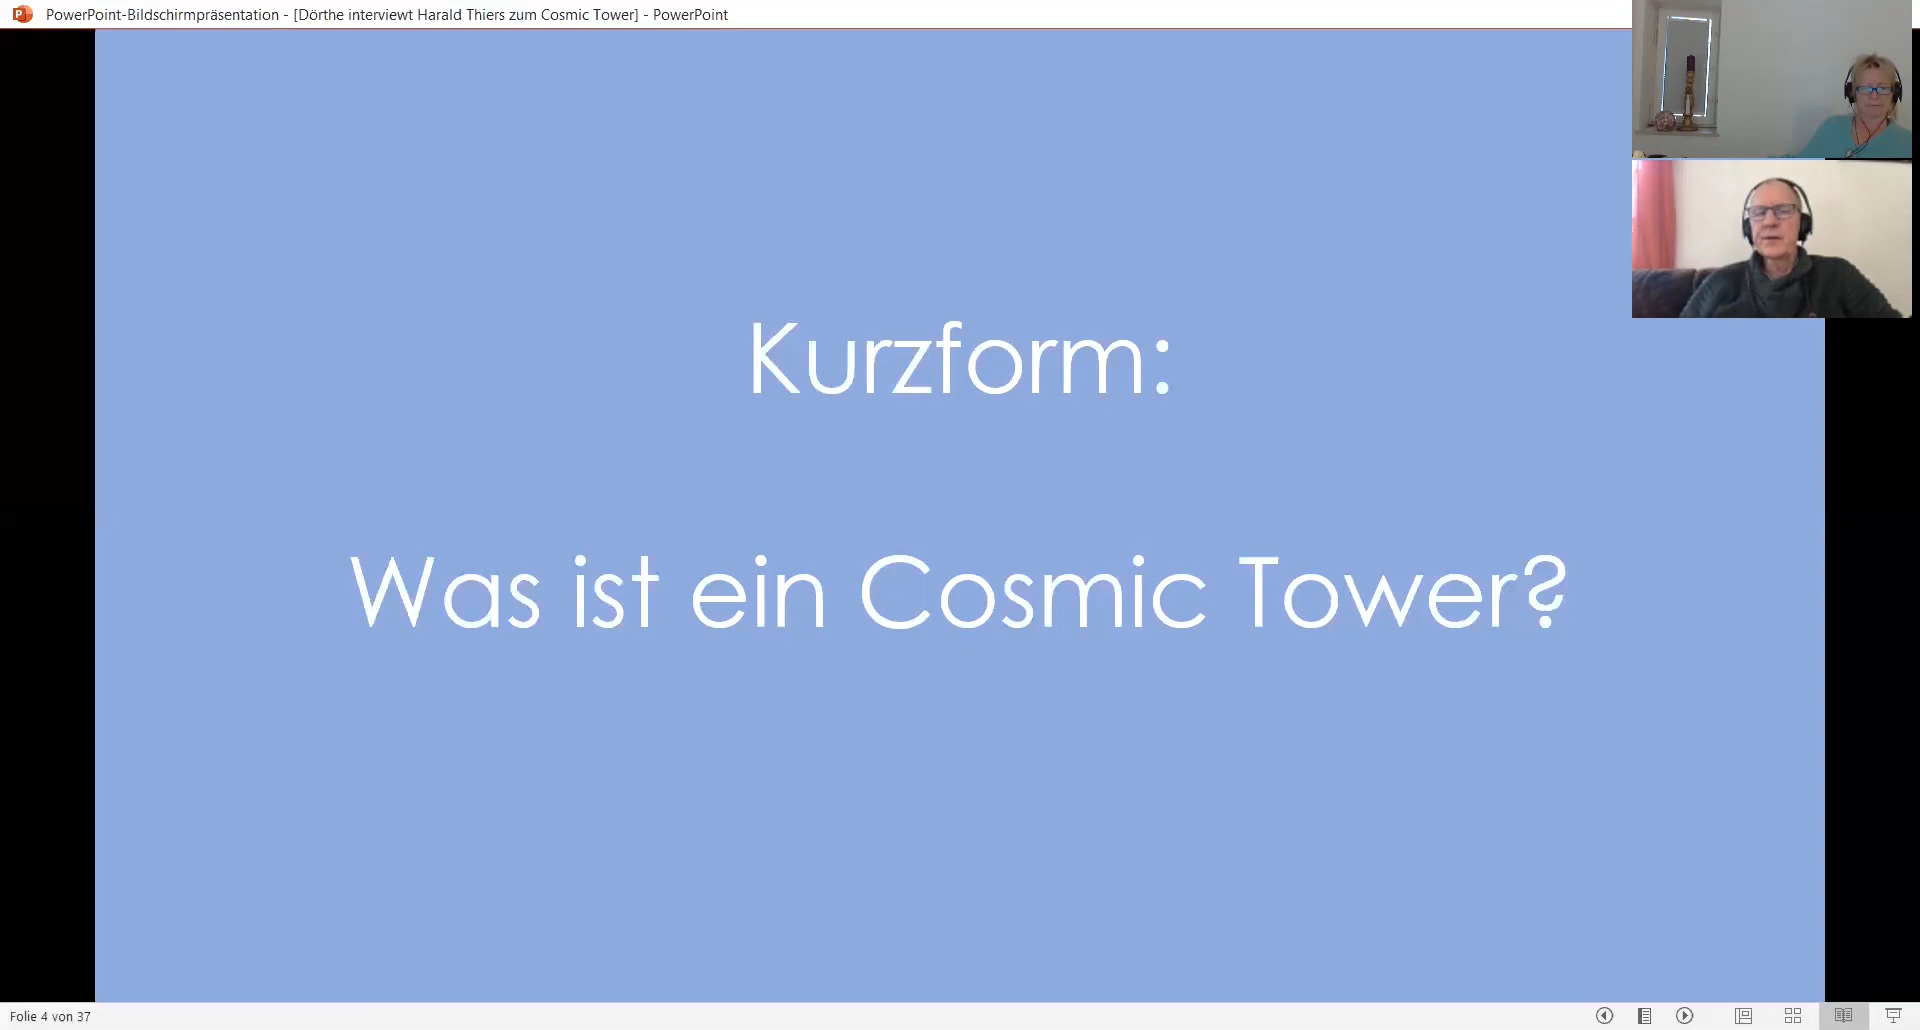 PowerPoint-Bildschirmpräsentation - [Dörthe interviewt Harald Thiers zum Cosmic Tower] - PowerPoint
Kurzform:
Was ist ein Cosmic Tower?
Folie 4 von 37